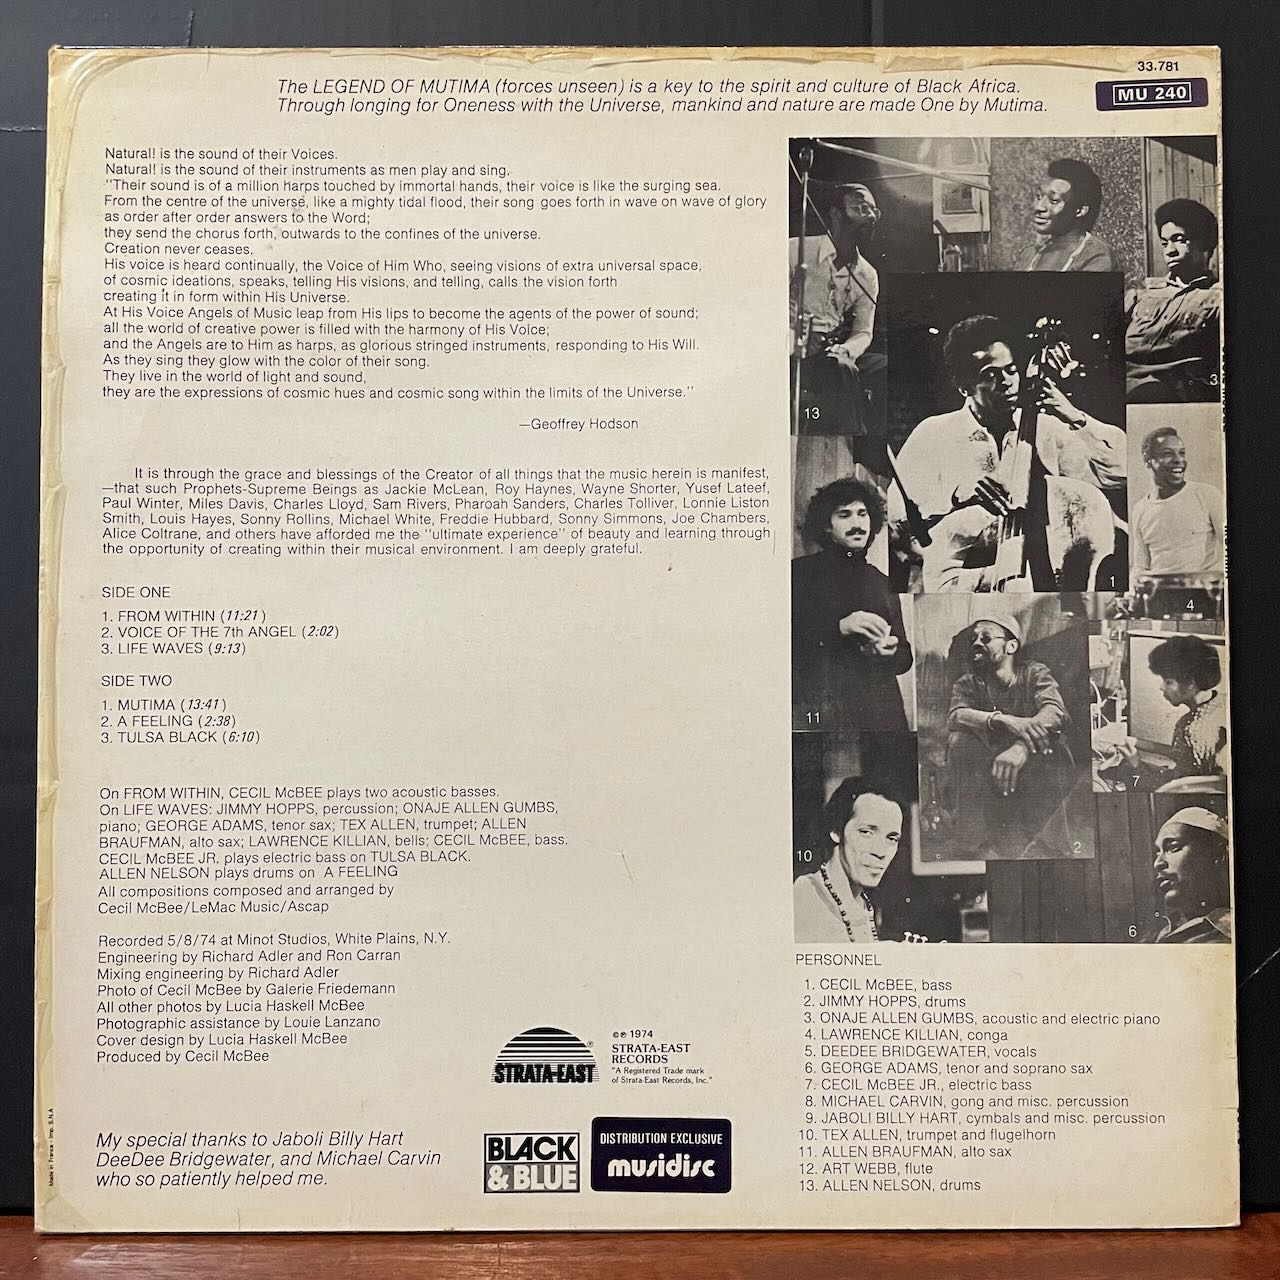 33.781
The LEGEND OF MUTIMA (forces unseen) is a key to the spirit and culture of Black Africa.
Through longing for Oneness with the Universe, mankind and nature are made One by Mutima.
MU 240
Natural! is the sound of their Voices.
Natural! is the sound of their instruments as men play and sing.
"Their sound is of a million harps touched by immortal hands, their voice is like the surging sea.
From the centre of the universe, like a mighty tidal flood, their song goes forth in wave on wave of glory
as order after order answers to the Word;
they send the chorus forth, outwards to the confines of the universe.
Creation never ceases.
His voice is heard continually, the Voice of Him Who, seeing visions of extra universal space,
of cosmic ideations, speaks, telling His visions, and telling, calls the vision forth
creating it in form within His Universe.
At His Voice Angels of Music leap from His lips to become the agents of the power of sound;
all the world of creative power is filled with the harmony of His Voice;
and the Angels are to Him as harps, as glorious stringed instruments, responding to His Will.
As they sing they glow with the color of their song.
They live in the world of light and sound,
they are the expressions of cosmic hues and cosmic song within the limits of the Universe."
—Geoffrey Hodson
It is through the grace and blessings of the Creator of all things that the music herein is manifest,
—that such Prophets-Supreme Beings as Jackie McLean, Roy Haynes, Wayne Shorter, Yusef Lateef,
Paul Winter, Miles Davis, Charles Lloyd, Sam Rivers, Pharoah Sanders, Charles Tolliver, Lonnie Liston
Smith, Louis Hayes, Sonny Rollins, Michael White, Freddie Hubbard, Sonny Simmons, Joe Chambers,
Alice Coltrane, and others have afforded me the "ultimate experience" of beauty and learning through
the opportunity of creating within their musical environment. I am deeply grateful.
SIDE ONE
1. FROM WITHIN (11:21)
2. VOICE OF THE 7th ANGEL (2:02)
3. LIFE WAVES (9:13)
SIDE TWO
1. MUTIMA (13:41)
2. A FEELING (2:38)
3. TULSA BLACK (6:10)
On FROM WITHIN, CECIL McBEE plays two acoustic basses.
On LIFE WAVES: JIMMY HOPPS, percussion; ONAJE ALLEN GUMBS,
piano; GEORGE ADAMS, tenor sax; TEX ALLEN, trumpet; ALLEN
BRAUFMAN, alto sax; LAWRENCE KILLIAN, bells; CECIL McBEE, bass.
CECIL McBEE JR. plays electric bass on TULSA BLACK.
ALLEN NELSON plays drums on A FEELING
All compositions composed and arranged by
Cecil McBee/LeMac Music/Ascap
Recorded 5/8/74 at Minot Studios, White Plains, N.Y.
Engineering by Richard Adler and Ron Carran
Mixing engineering by Richard Adler
Photo of Cecil McBee by Galerie Friedemann
All other photos by Lucia Haskell McBee
Photographic assistance by Louie Lanzano
Cover design by Lucia Haskell McBee
Produced by Cecil McBee
STRATA-EAST
®
©℗ 1974
STRATA-EAST
RECORDS
"A Registered Trade mark
of Strata-East Records, Inc."
My special thanks to Jaboli Billy Hart
DeeDee Bridgewater, and Michael Carvin
who so patiently helped me.
BLACK
& BLUE
DISTRIBUTION EXCLUSIVE
musidisc
Made in France - Imp. S.N.A
13
3
1
4
11
7
2
10
6
PERSONNEL
1. CECIL McBEE, bass
2. JIMMY HOPPS, drums
3. ONAJE ALLEN GUMBS, acoustic and electric piano
4. LAWRENCE KILLIAN, conga
5. DEEDEE BRIDGEWATER, vocals
6. GEORGE ADAMS, tenor and soprano sax
7. CECIL McBEE JR., electric bass
8. MICHAEL CARVIN, gong and misc. percussion
9. JABOLI BILLY HART, cymbals and misc. percussion
10. TEX ALLEN, trumpet and flugelhorn
11. ALLEN BRAUFMAN, alto sax
12. ART WEBB, flute
13. ALLEN NELSON, drums